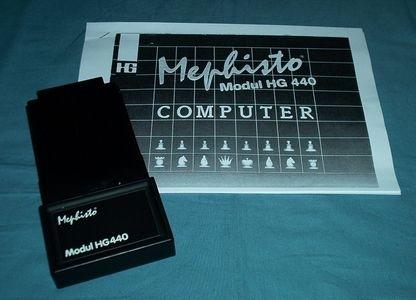 HG
Mephisto
Modul HG 440
COMPUTER
Mephisto
Modul HG440